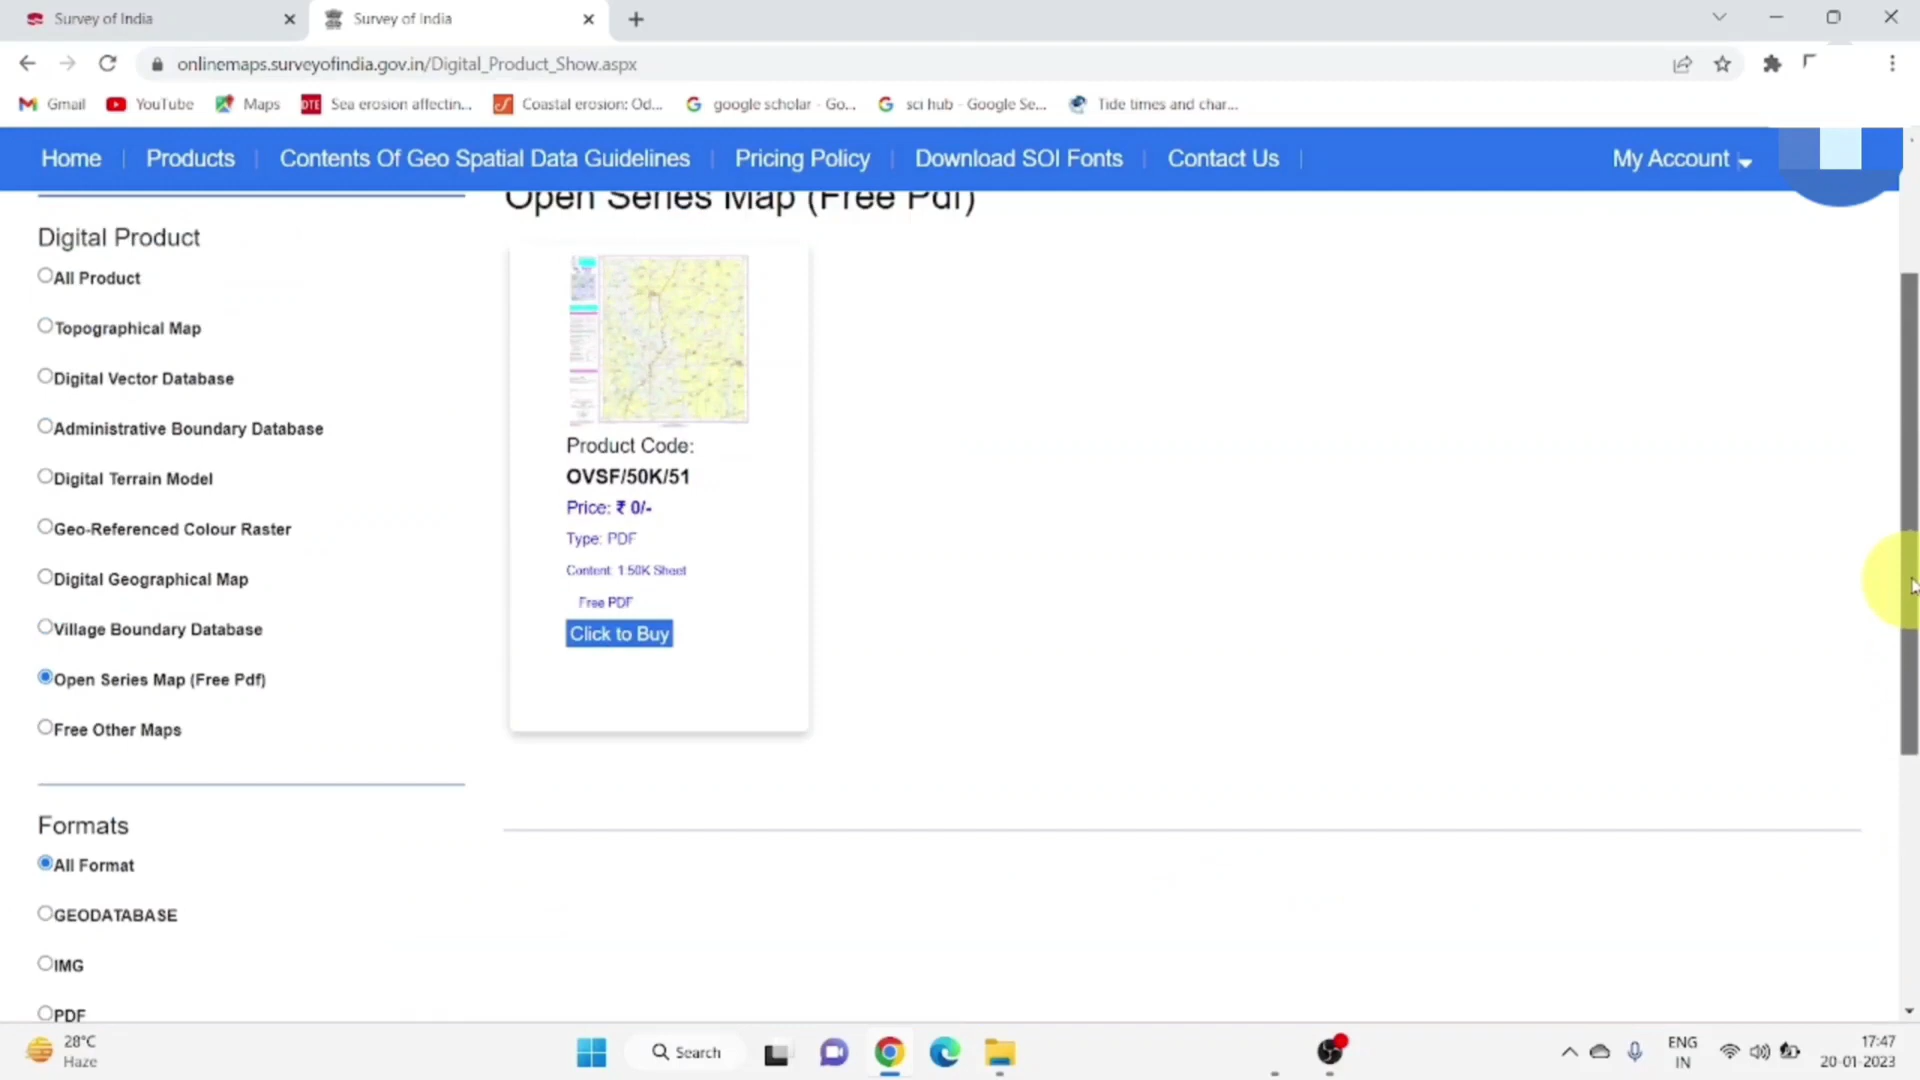 Survey of India
Survey of India
onlinemaps.surveyofindia.gov.in/Digital_Product_Show.aspx
Gmail
YouTube
Maps
DTE
Sea erosion affectin...
Coastal erosion: Od...
google scholar - Go...
sci hub - Google Se...
Tide times and char...
Home
Products
Contents Of Geo Spatial Data Guidelines
Pricing Policy
Download SOI Fonts
Contact Us
My Account
Open Series Map (Free Pdf)
Digital Product
All Product
Topographical Map
Digital Vector Database
Administrative Boundary Database
Digital Terrain Model
Geo-Referenced Colour Raster
Digital Geographical Map
Village Boundary Database
Open Series Map (Free Pdf)
Free Other Maps
Product Code:
OVSF/50K/51
Price: ₹ 0/-
Type: PDF
Content: 1 50K Sheet
Free PDF
Click to Buy
Formats
All Format
GEODATABASE
IMG
PDF
28°C
Haze
Search
ENG
IN
17:47
20-01-2023